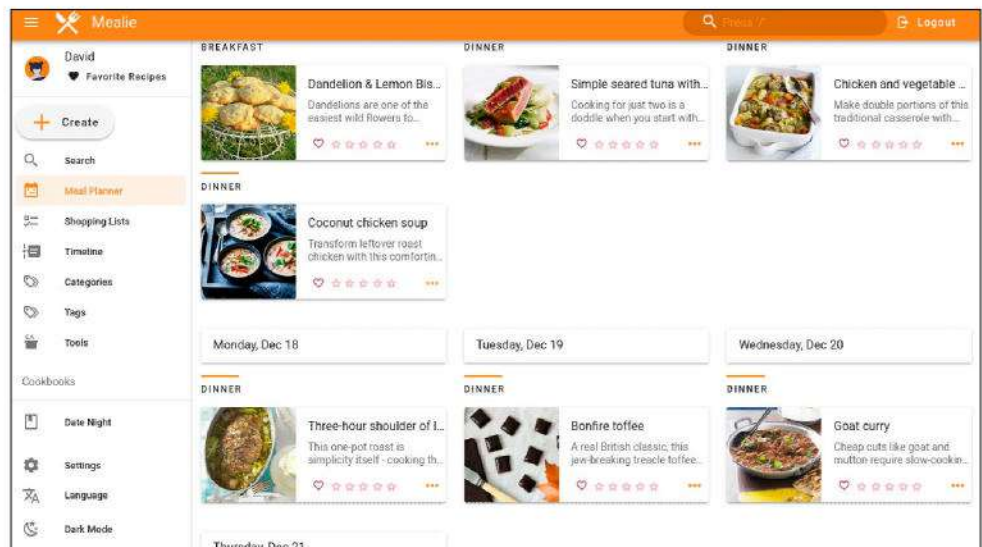 Mealie
Press '/'
Logout
David
Favorite Recipes
Create
Search
Meal Planner
Shopping Lists
Timeline
Categories
Tags
Tools
Cookbooks
Date Night
Settings
Language
Dark Mode
BREAKFAST
Dandelion & Lemon Bis...
Dandelions are one of the
easiest wild flowers to...
DINNER
Simple seared tuna with...
Cooking for just two is a
doddle when you start with...
DINNER
Chicken and vegetable ...
Make double portions of this
traditional casserole with...
DINNER
Coconut chicken soup
Transform leftover roast
chicken with this comfortin...
Monday, Dec 18
Tuesday, Dec 19
Wednesday, Dec 20
DINNER
Three-hour shoulder of l...
This one-pot roast is
simplicity itself - cooking th...
DINNER
Bonfire toffee
A real British classic, this
jaw-breaking treacle toffee...
DINNER
Goat curry
Cheap cuts like goat and
mutton require slow-cookin...
Thursday, Dec 21